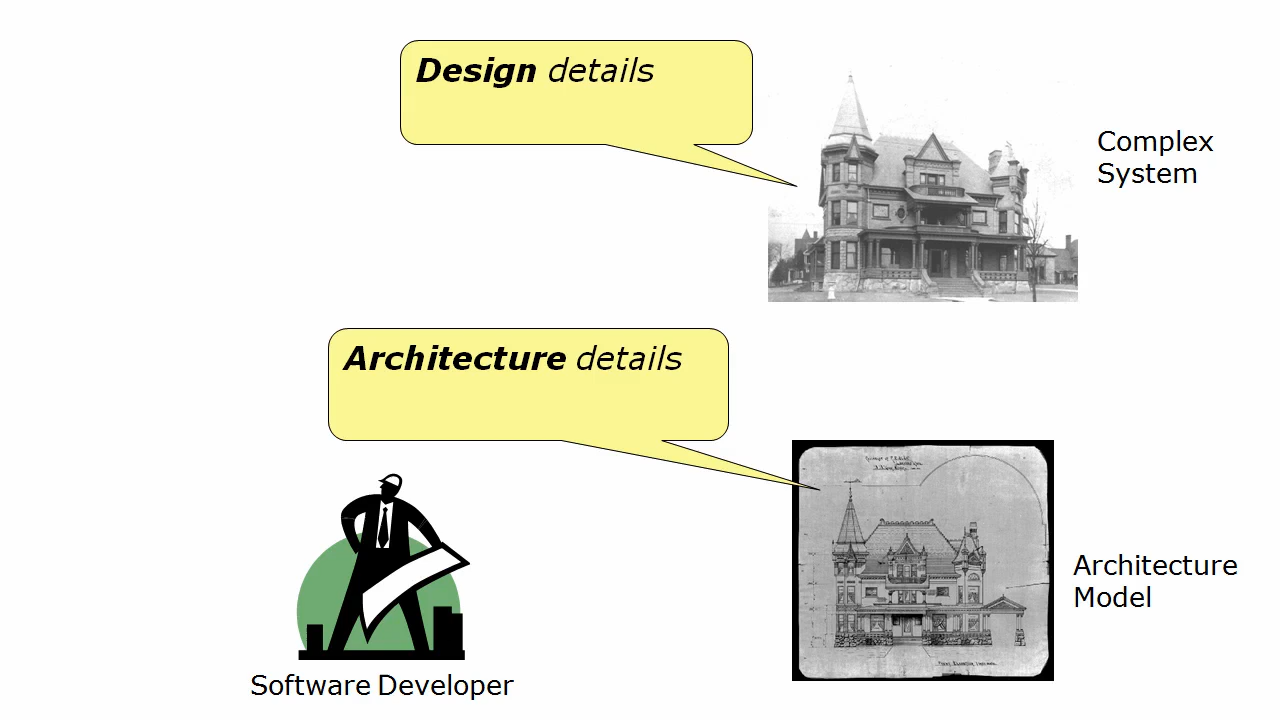 Design details
Complex
System
Architecture details
Architecture
Model
Software Developer